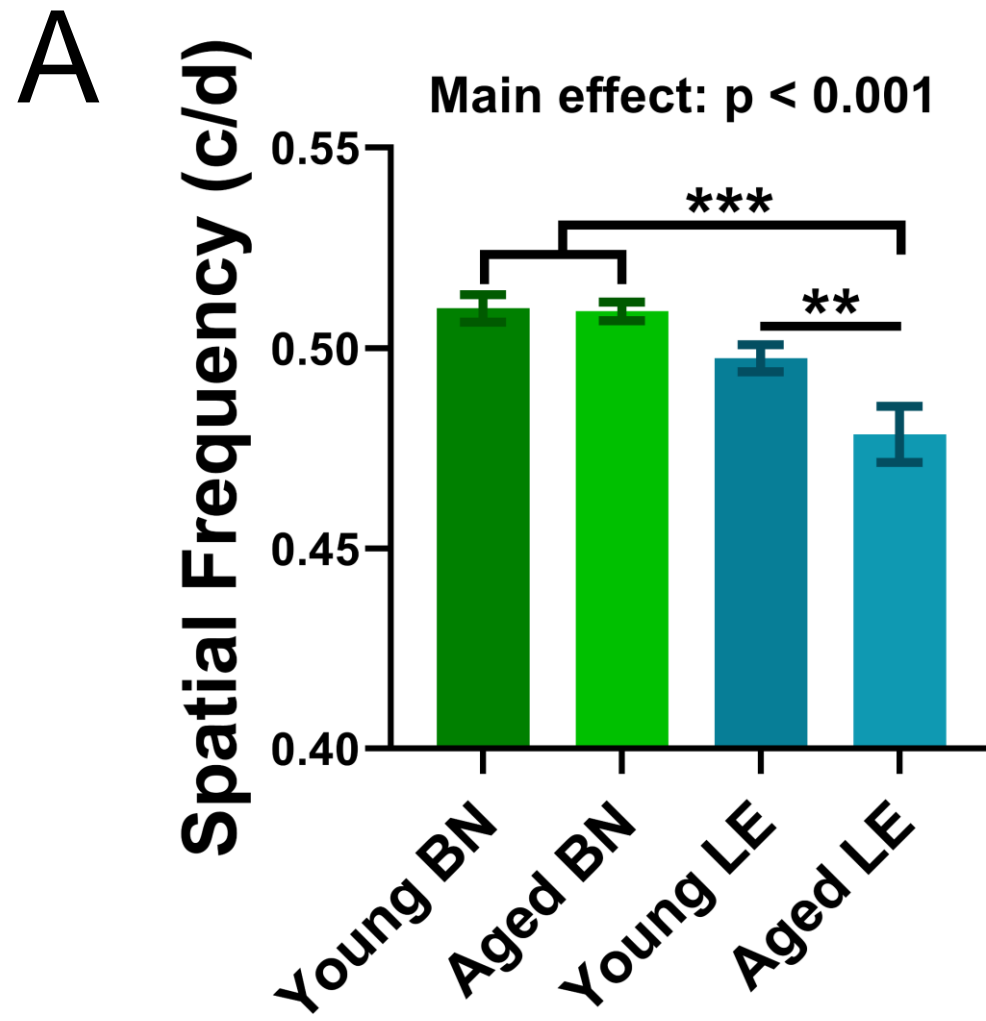 A
Main effect: p < 0.001
Spatial Frequency (c/d)
0.55
0.50
0.45
0.40
***
**
Young BN
Aged BN
Young LE
Aged LE